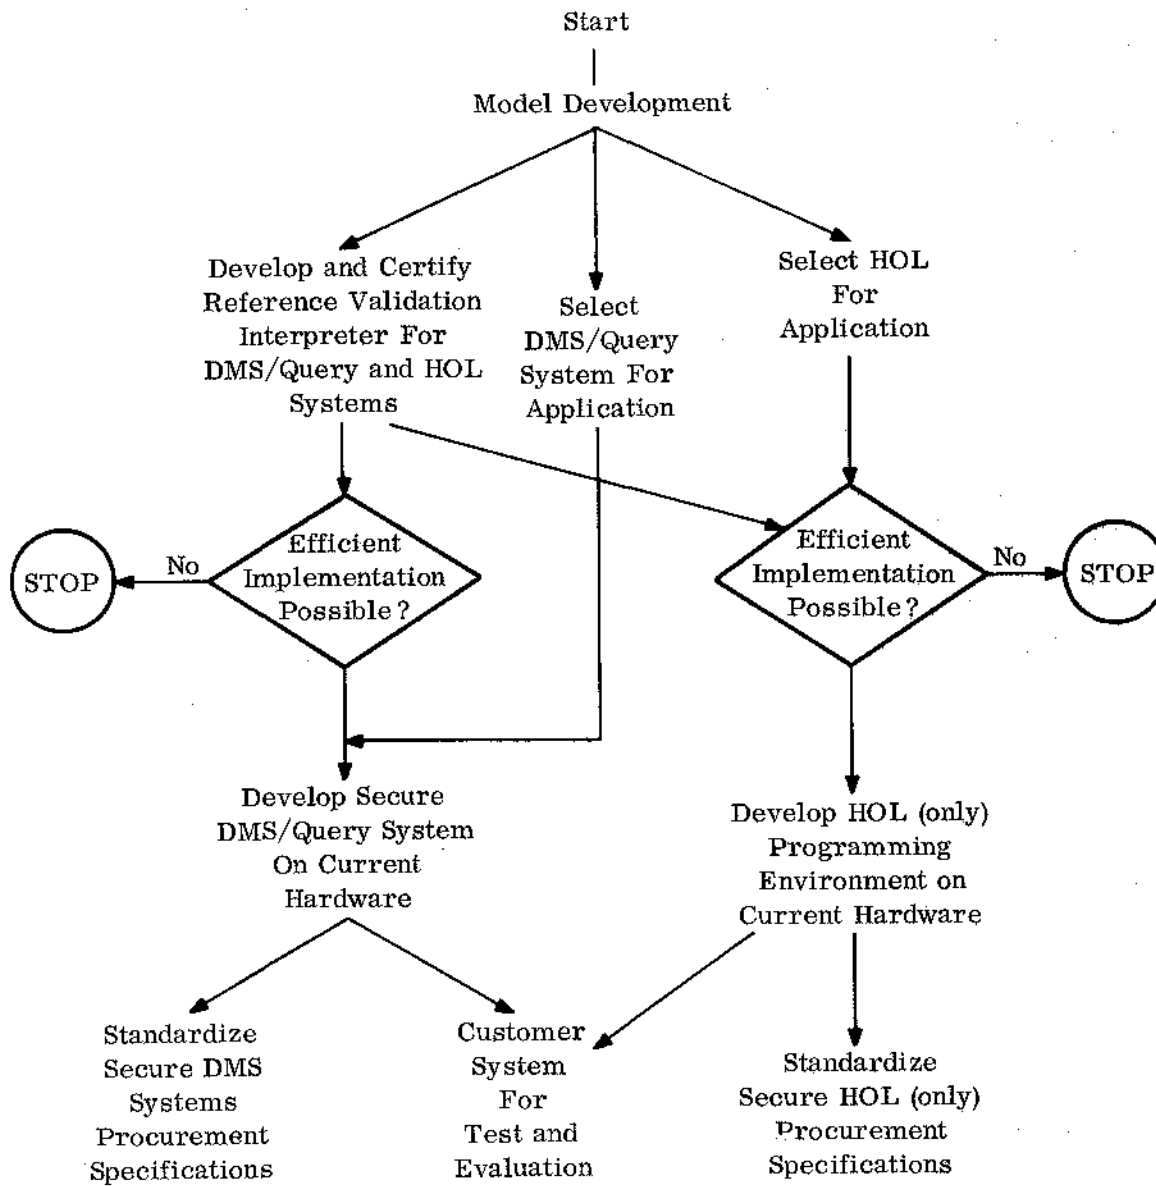 Start
Model Development
Develop and Certify
Reference Validation
Interpreter For
DMS/Query and HOL
Systems
Select
DMS/Query
System For
Application
Select HOL
For
Application
STOP
No
Efficient
Implementation
Possible?
Efficient
Implementation
Possible?
No
STOP
Develop Secure
DMS/Query System
On Current
Hardware
Develop HOL (only)
Programming
Environment on
Current Hardware
Standardize
Secure DMS
Systems
Procurement
Specifications
Customer
System
For
Test and
Evaluation
Standardize
Secure HOL (only)
Procurement
Specifications